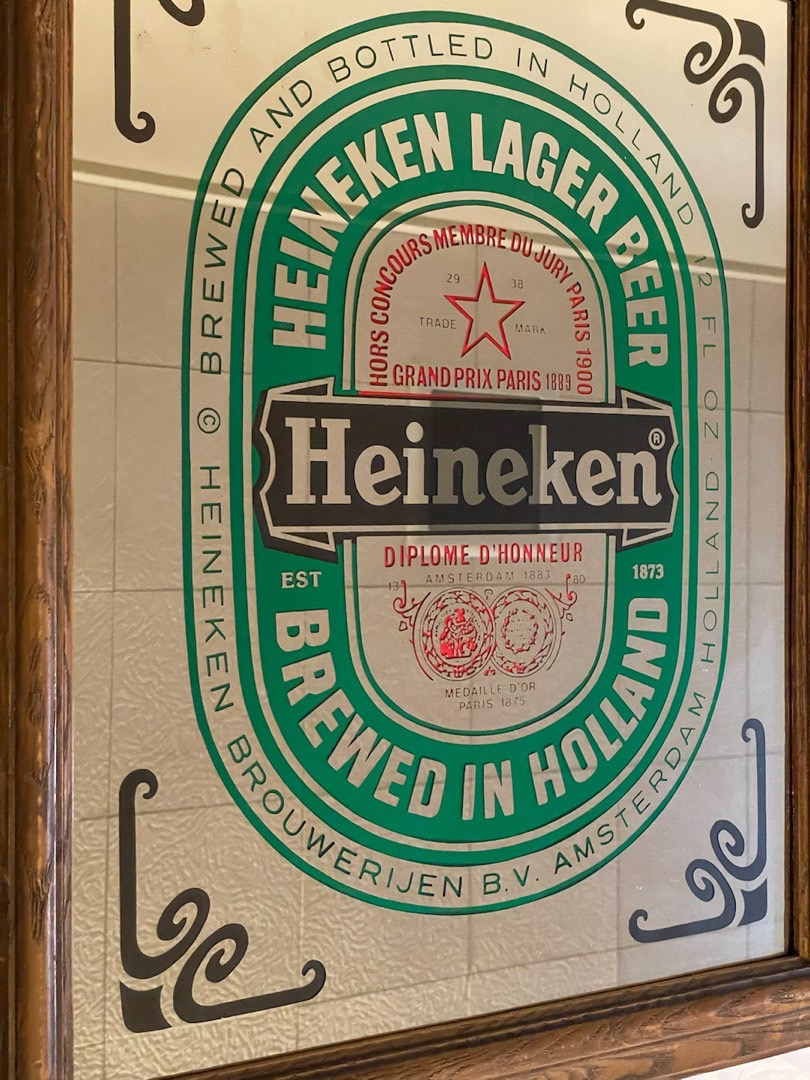 BREWED AND BOTTLED IN HOLLAND 12 FL OZ.
HEINEKEN LAGER BEER
HORS CONCOURS MEMBRE DU JURY PARIS 1900
29 38
TRADE MARK
GRAND PRIX PARIS 1889
Heineken ®
DIPLOME D'HONNEUR
AMSTERDAM 1883
13 80
EST 1873
MEDAILLE D'OR
PARIS 1875
BREWED IN HOLLAND
© HEINEKEN BROUWERIJEN B.V. AMSTERDAM HOLLAND